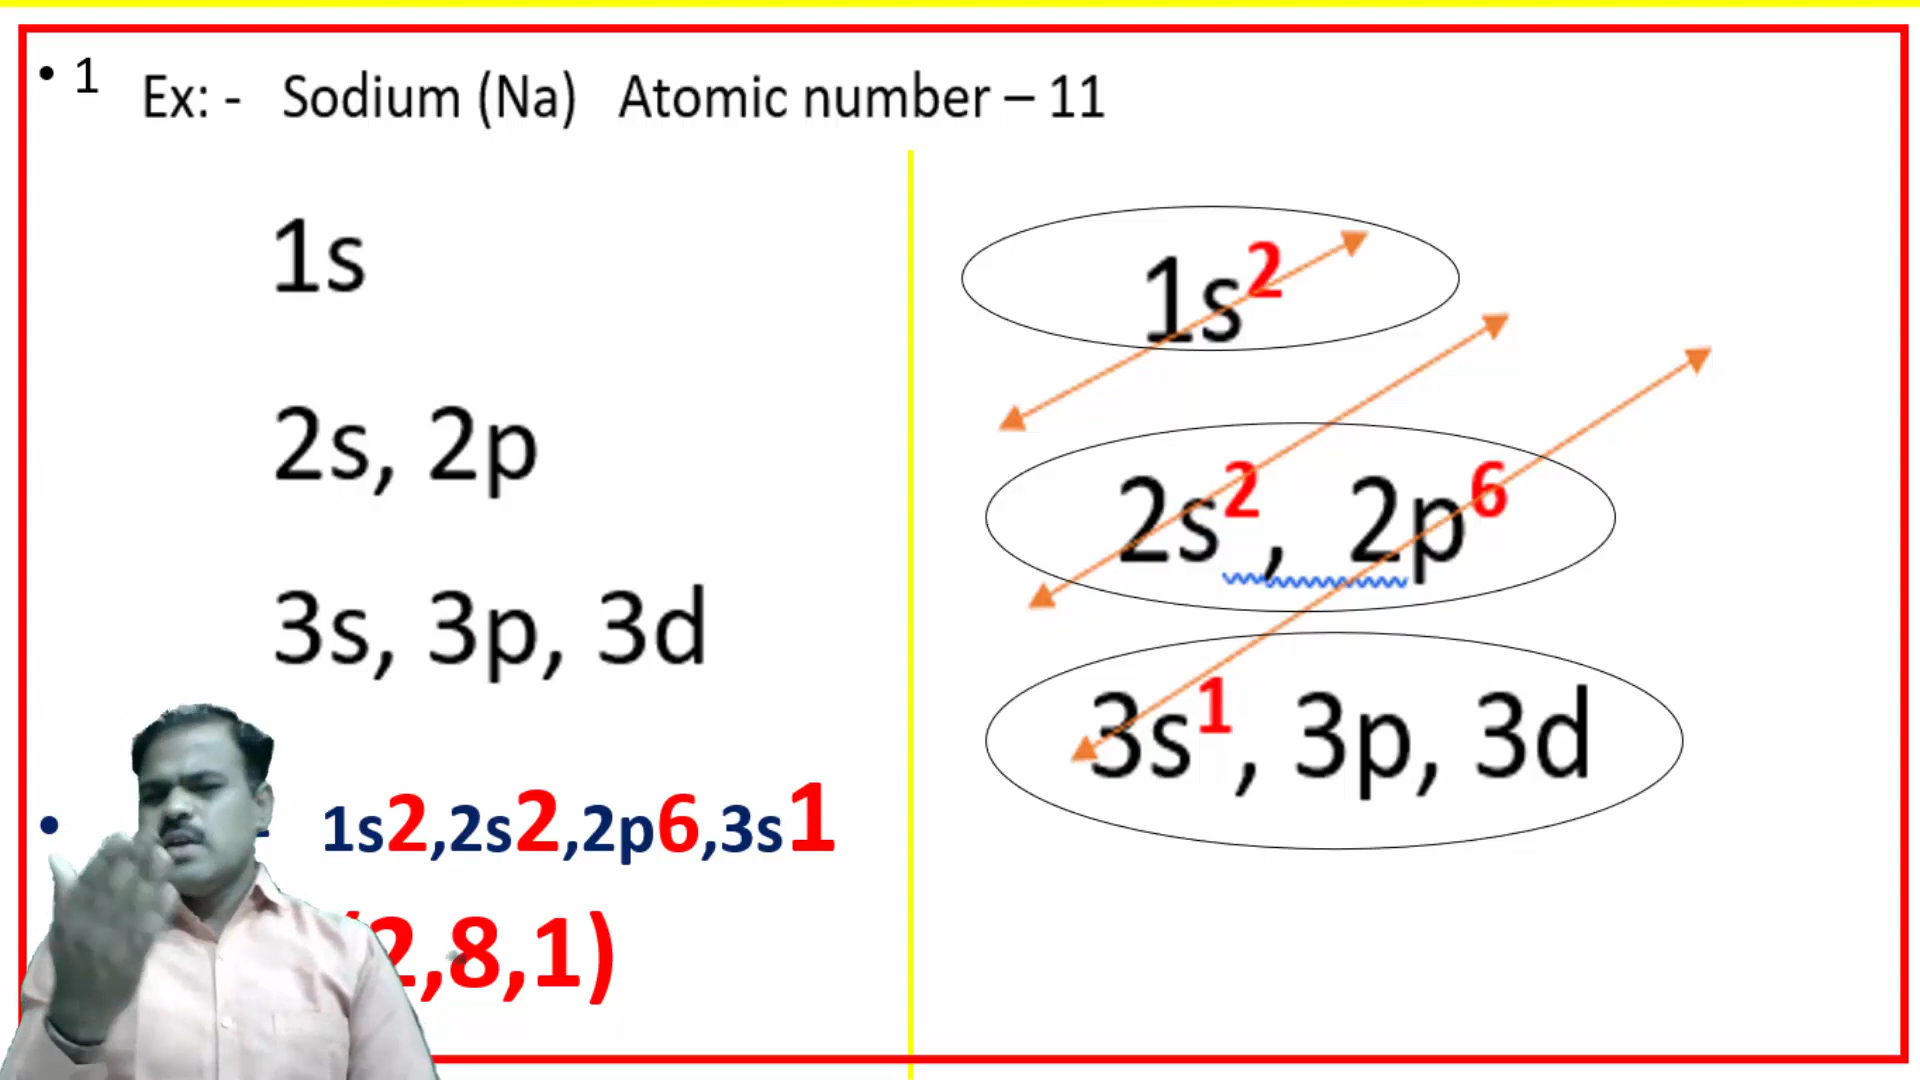 • 1 Ex: - Sodium (Na) Atomic number – 11
1s
2s, 2p
3s, 3p, 3d
• - 1s2,2s2,2p6,3s1
(2,8,1)
1s²
2s², 2p⁶
3s¹, 3p, 3d